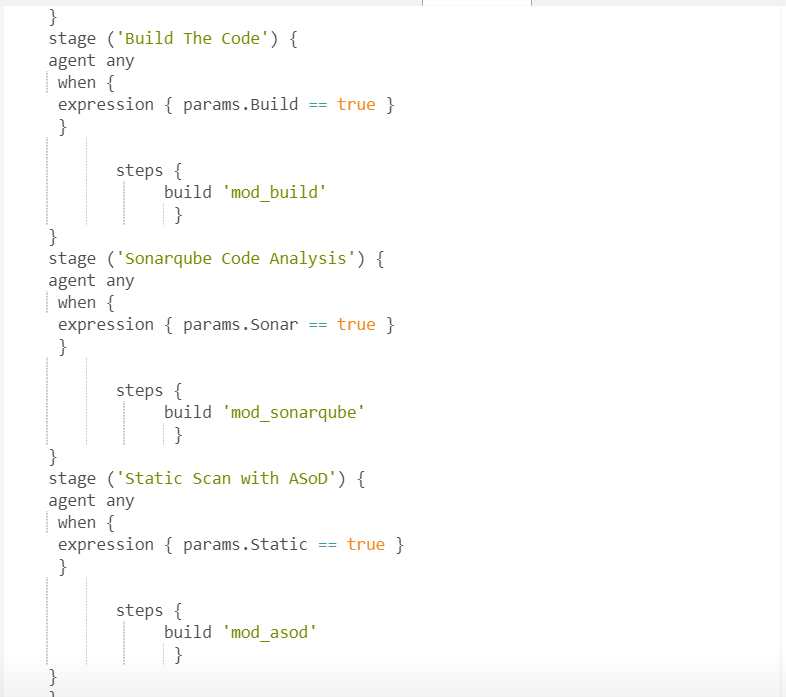 }
stage ('Build The Code') {
agent any
when {
expression { params.Build == true }
}
steps {
build 'mod_build'
}
}
stage ('Sonarqube Code Analysis') {
agent any
when {
expression { params.Sonar == true }
}
steps {
build 'mod_sonarqube'
}
}
stage ('Static Scan with ASoD') {
agent any
when {
expression { params.Static == true }
}
steps {
build 'mod_asod'
}
}